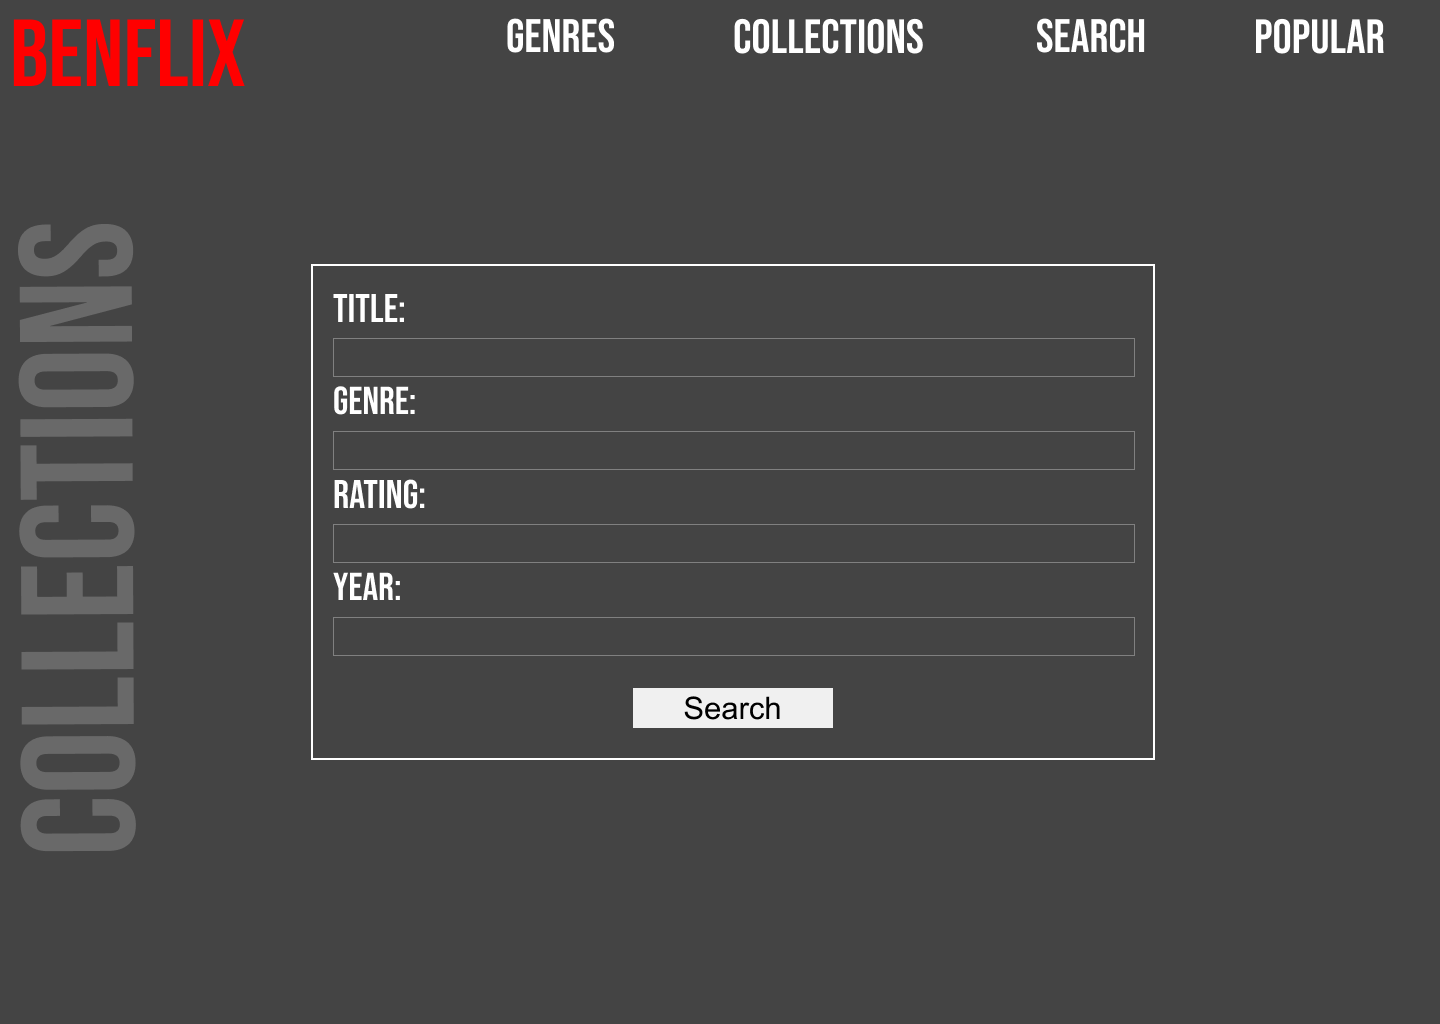 BENFLIX
GENRES
COLLECTIONS
SEARCH
POPULAR
COLLECTIONS
TITLE:
GENRE:
RATING:
YEAR:
Search